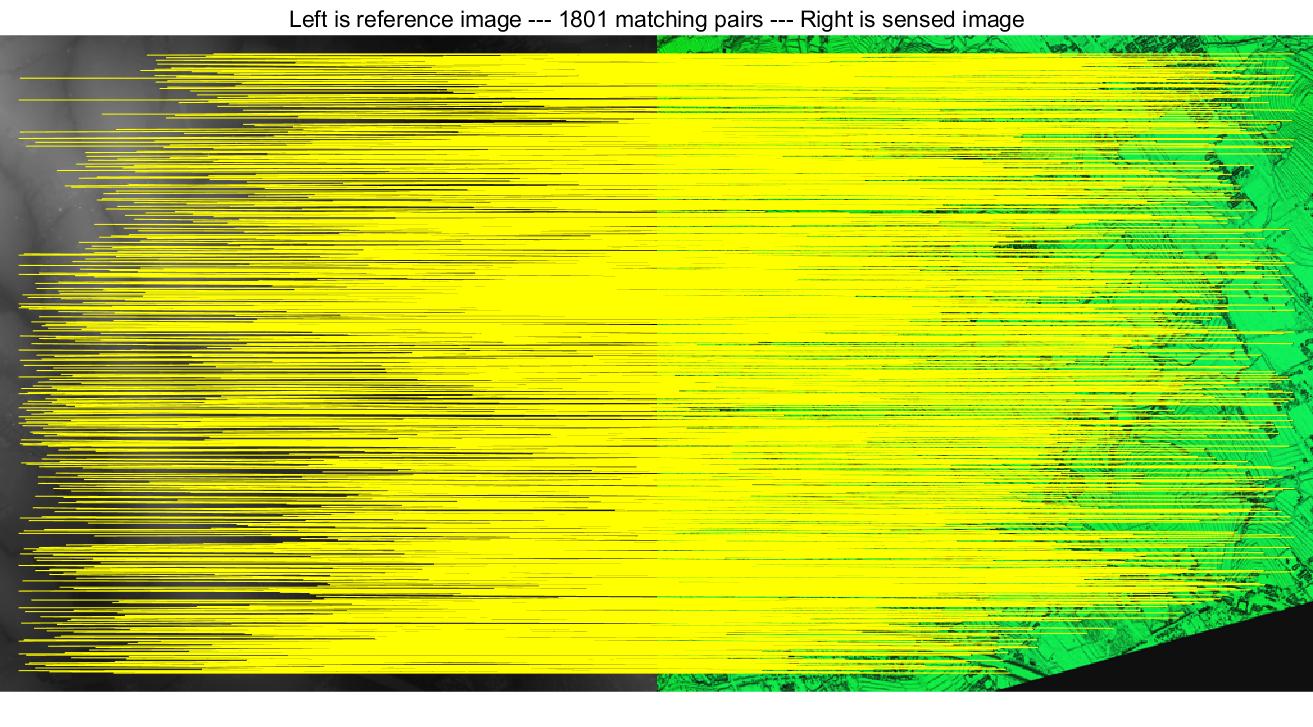 Left is reference image --- 1801 matching pairs --- Right is sensed image